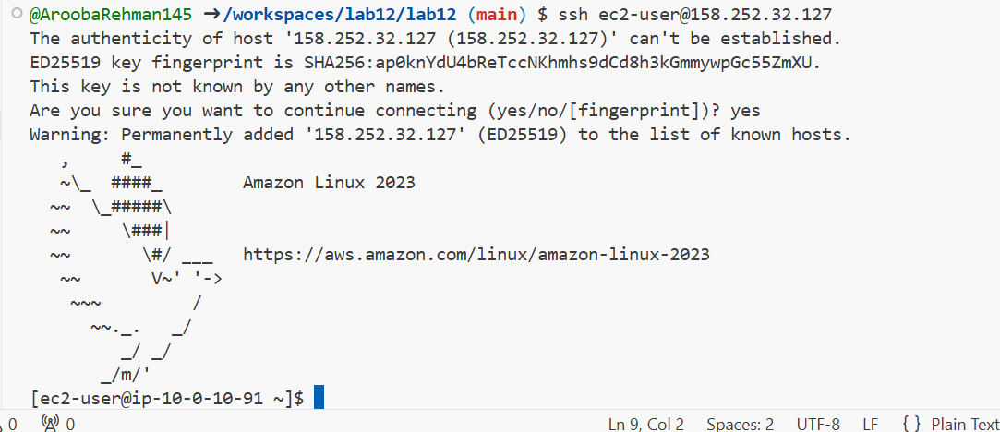 @AroobaRehman145 ➜/workspaces/lab12/lab12 (main) $ ssh ec2-user@158.252.32.127
The authenticity of host '158.252.32.127 (158.252.32.127)' can't be established.
ED25519 key fingerprint is SHA256:ap0knYdU4bReTccNKhmhs9dCd8h3kGmmywpGc55ZmXU.
This key is not known by any other names.
Are you sure you want to continue connecting (yes/no/[fingerprint])? yes
Warning: Permanently added '158.252.32.127' (ED25519) to the list of known hosts.
   ,     #_
   ~\_  ####_        Amazon Linux 2023
  ~~  \_#####\
  ~~     \###|
  ~~       \#/ ___   https://aws.amazon.com/linux/amazon-linux-2023
   ~~       V~' '->
    ~~~         /
      ~~._.   _/
         _/ _/
       _/m/'
[ec2-user@ip-10-0-10-91 ~]$
0 0 Ln 9, Col 2 Spaces: 2 UTF-8 LF { } Plain Text